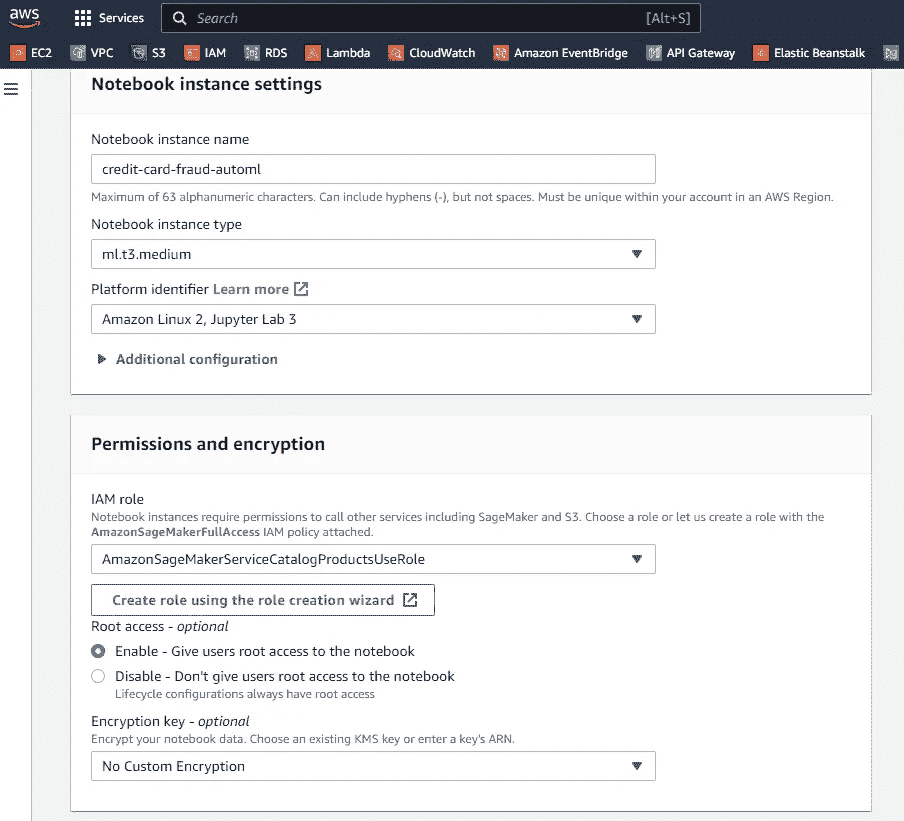 aws Services Search [Alt+S]
EC2 VPC S3 IAM RDS Lambda CloudWatch Amazon EventBridge API Gateway Elastic Beanstalk
Notebook instance settings
Notebook instance name
credit-card-fraud-automl
Maximum of 63 alphanumeric characters. Can include hyphens (-), but not spaces. Must be unique within your account in an AWS Region.
Notebook instance type
ml.t3.medium
Platform identifier Learn more
Amazon Linux 2, Jupyter Lab 3
Additional configuration
Permissions and encryption
IAM role
Notebook instances require permissions to call other services including SageMaker and S3. Choose a role or let us create a role with the
AmazonSageMakerFullAccess IAM policy attached.
AmazonSageMakerServiceCatalogProductsUseRole
Create role using the role creation wizard
Root access - optional
Enable - Give users root access to the notebook
Disable - Don't give users root access to the notebook
Lifecycle configurations always have root access
Encryption key - optional
Encrypt your notebook data. Choose an existing KMS key or enter a key's ARN.
No Custom Encryption